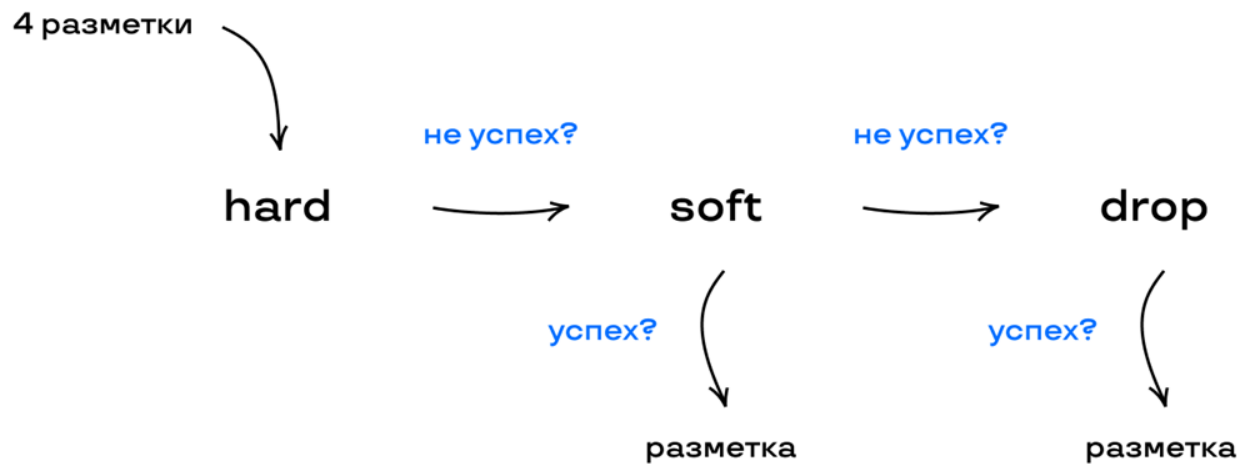 4 разметки
не успех?
не успех?
hard
soft
drop
успех?
успех?
разметка
разметка